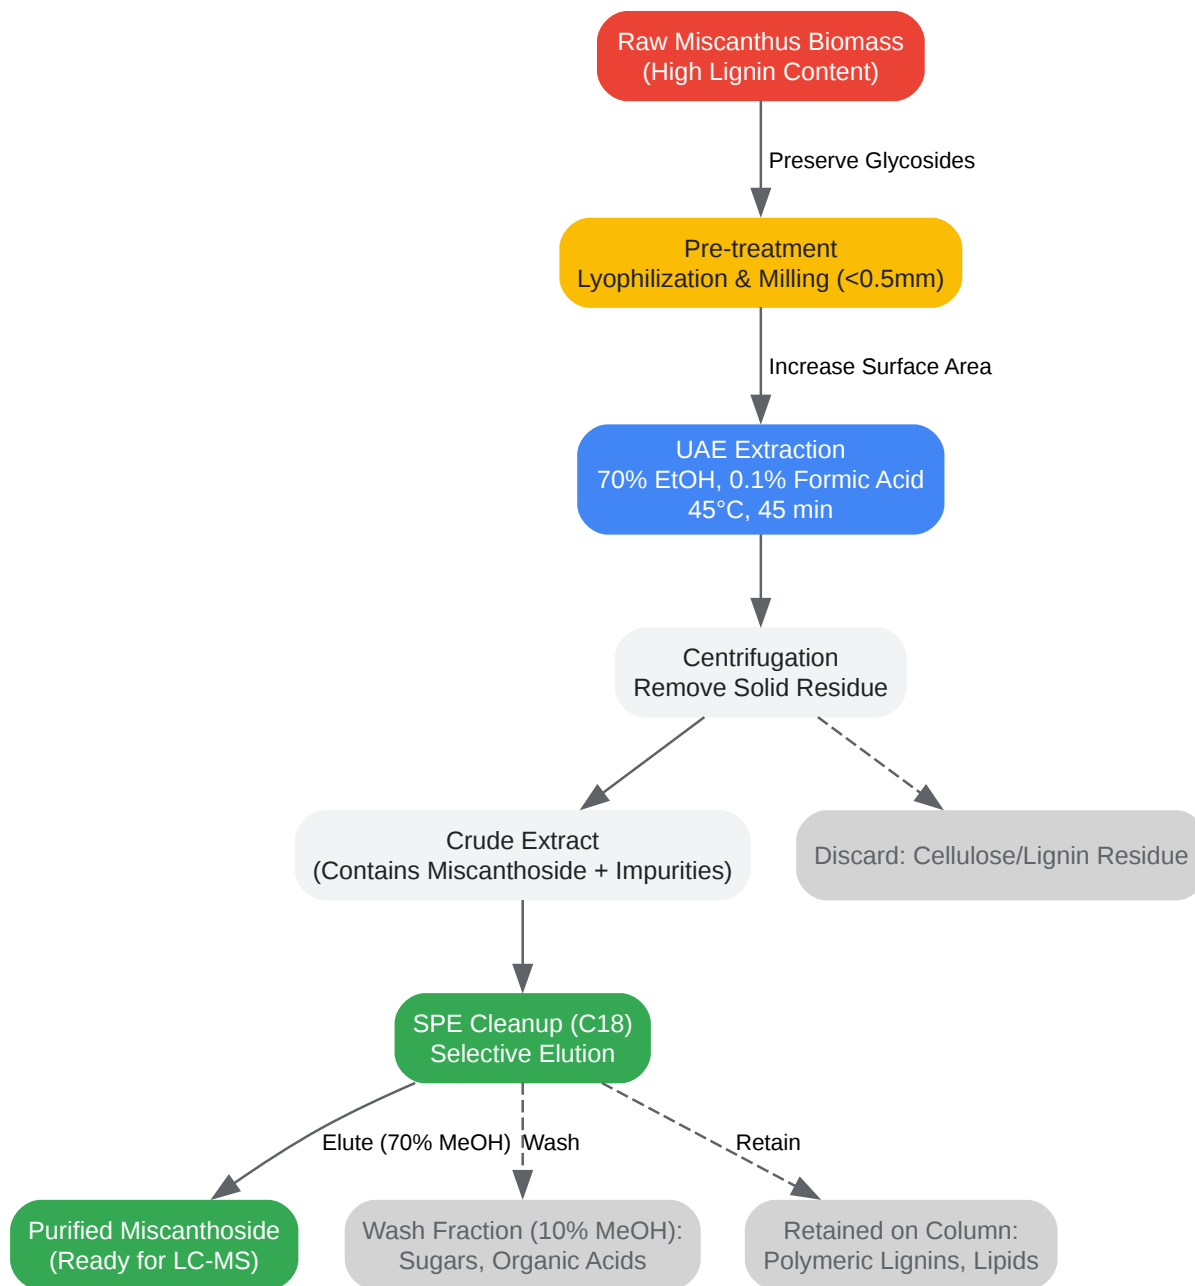 Raw Miscanthus Biomass
(High Lignin Content)
Preserve Glycosides
Pre-treatment
Lyophilization & Milling (<0.5mm)
Increase Surface Area
UAE Extraction
70% EtOH, 0.1% Formic Acid
45°C, 45 min
Centrifugation
Remove Solid Residue
Crude Extract
(Contains Miscanthoside + Impurities)
Discard: Cellulose/Lignin Residue
SPE Cleanup (C18)
Selective Elution
Elute (70% MeOH)
Wash
Retain
Purified Miscanthoside
(Ready for LC-MS)
Wash Fraction (10% MeOH):
Sugars, Organic Acids
Retained on Column:
Polymeric Lignins, Lipids